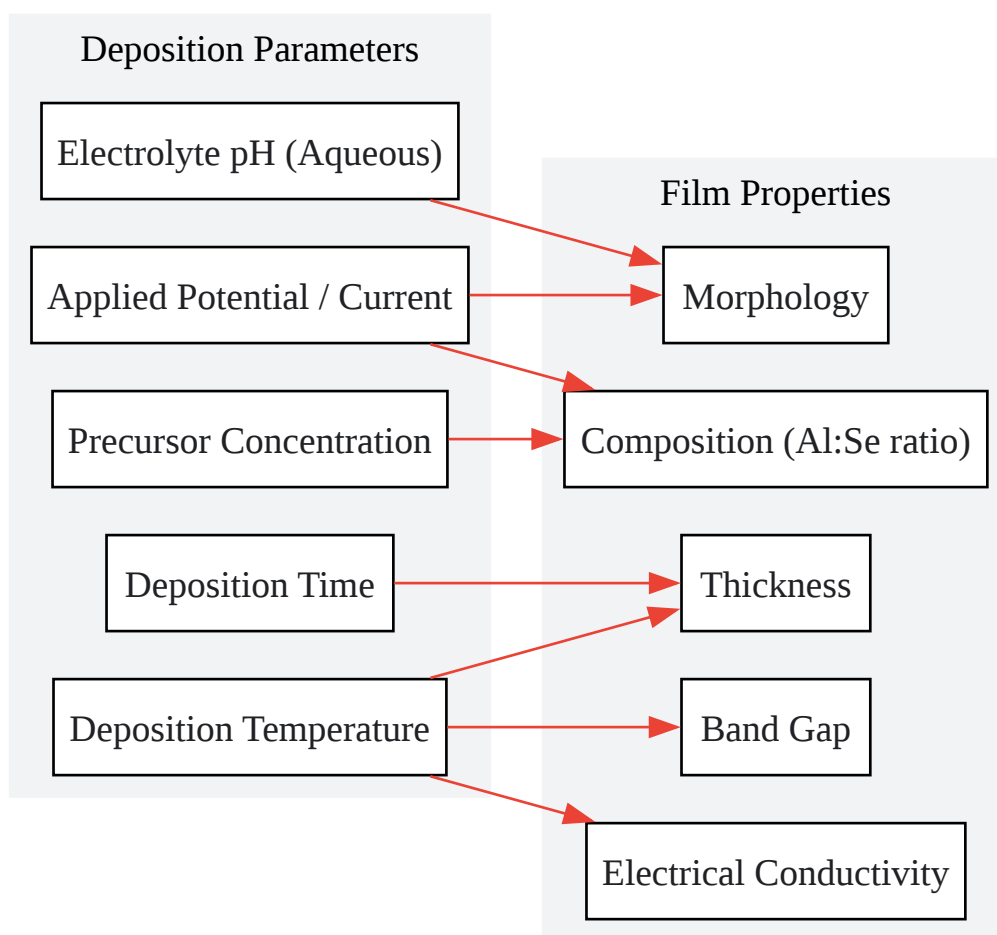 Deposition Parameters
Electrolyte pH (Aqueous)
Applied Potential / Current
Precursor Concentration
Deposition Time
Deposition Temperature
Film Properties
Morphology
Composition (Al:Se ratio)
Thickness
Band Gap
Electrical Conductivity